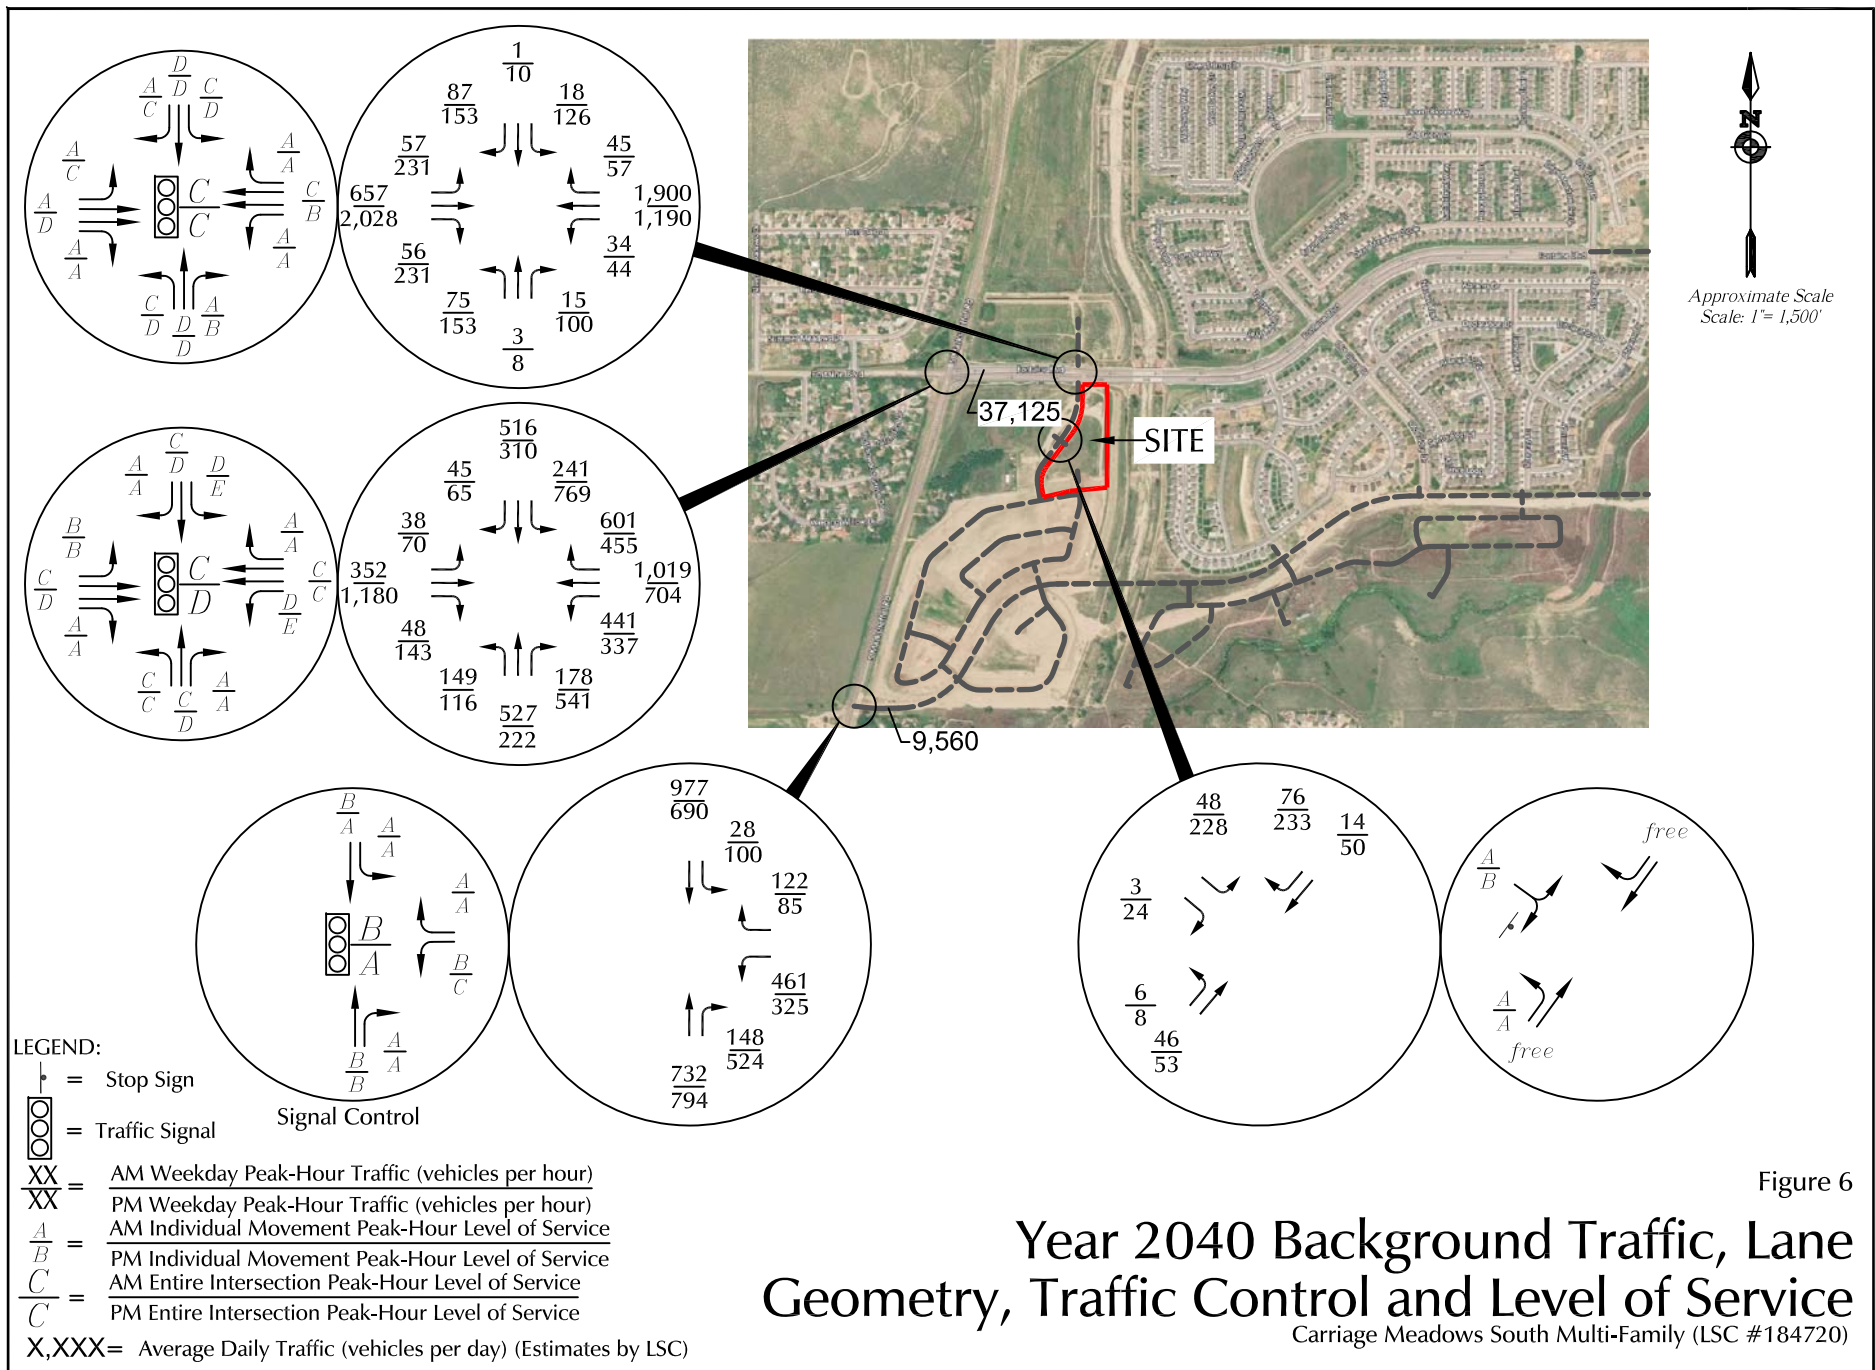 A
C
D
D
C
D
A
C
A
D
A
A
C
C
A
A
C
B
A
A
C
D
D
D
A
B
1
10
87
153
18
126
57
231
45
57
657
2,028
1,900
1,190
56
231
34
44
75
153
15
100
3
8
N
Approximate Scale
Scale: 1"= 1,500'
37,125
SITE
9,560
A
A
C
D
D
E
B
B
C
D
A
A
C
D
A
A
C
C
D
E
C
C
C
D
A
A
516
310
45
65
241
769
38
70
601
455
352
1,180
1,019
704
48
143
441
337
149
116
178
541
527
222
B
A
A
A
B
A
A
A
B
C
B
B
A
A
Signal Control
977
690
28
100
122
85
461
325
148
524
732
794
48
228
76
233
14
50
3
24
6
8
46
53
A
B
free
A
A
free
LEGEND:
= Stop Sign
= Traffic Signal
XX
XX
=
AM Weekday Peak-Hour Traffic (vehicles per hour)
PM Weekday Peak-Hour Traffic (vehicles per hour)
A
B
=
AM Individual Movement Peak-Hour Level of Service
PM Individual Movement Peak-Hour Level of Service
C
C
=
AM Entire Intersection Peak-Hour Level of Service
PM Entire Intersection Peak-Hour Level of Service
X,XXX= Average Daily Traffic (vehicles per day) (Estimates by LSC)
Figure 6
Year 2040 Background Traffic, Lane
Geometry, Traffic Control and Level of Service
Carriage Meadows South Multi-Family (LSC #184720)